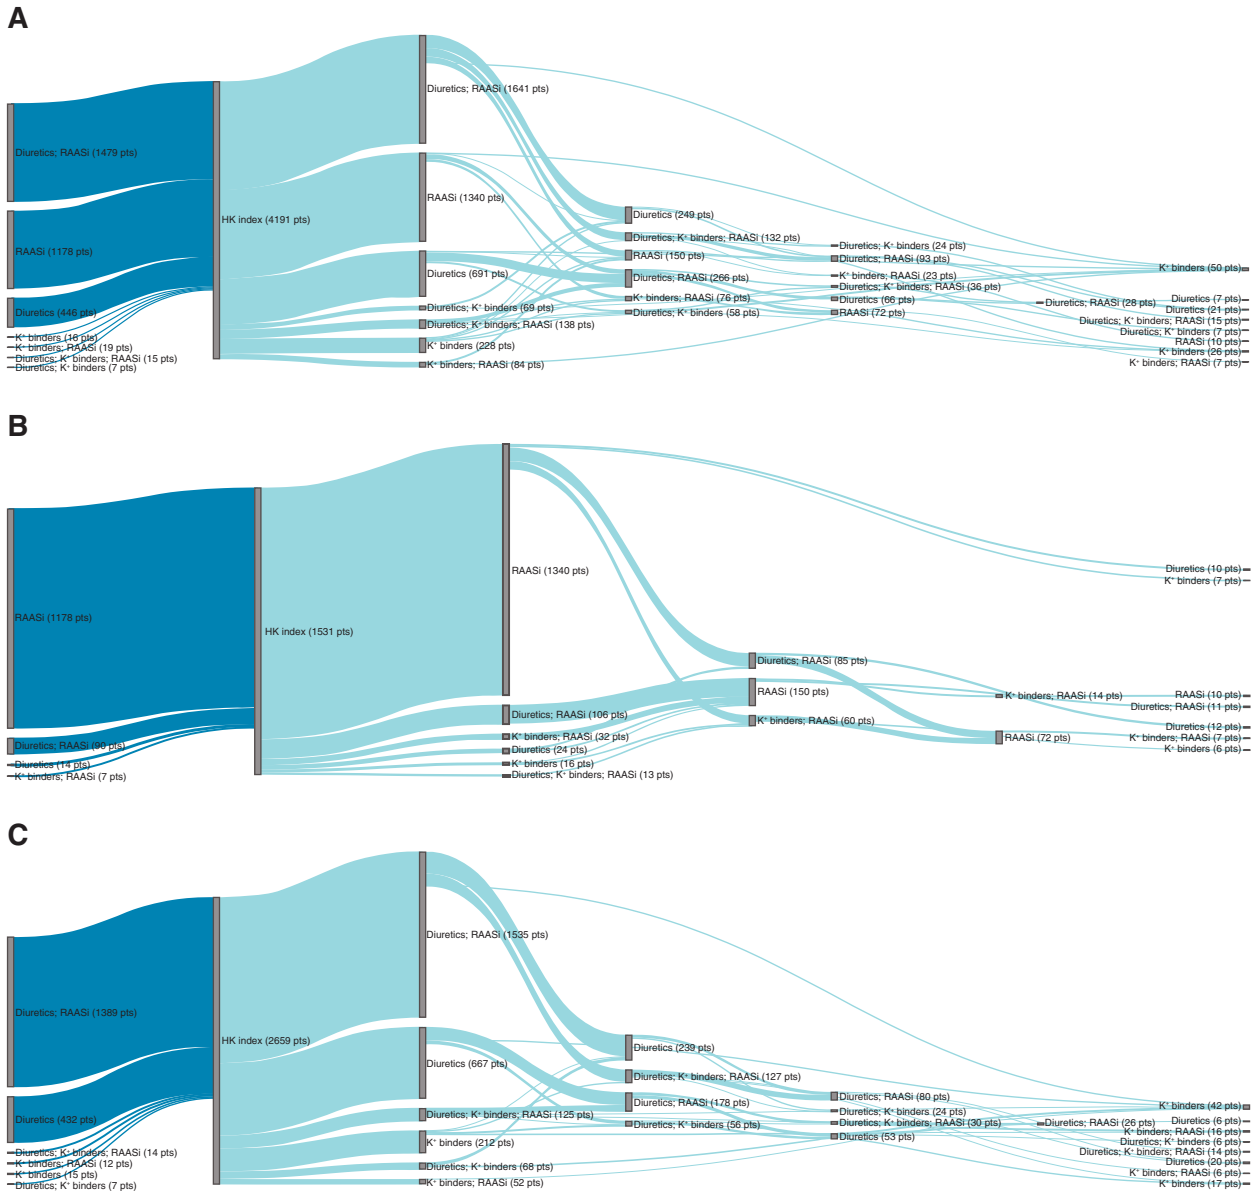 A
Diuretics; RAASi (1479 pts)
RAASi (1178 pts)
Diuretics (446 pts)
K⁺ binders (16 pts)
K⁺ binders; RAASi (19 pts)
Diuretics; K⁺ binders; RAASi (15 pts)
Diuretics; K⁺ binders (7 pts)
HK index (4191 pts)
Diuretics; RAASi (1641 pts)
RAASi (1340 pts)
Diuretics (691 pts)
Diuretics; K⁺ binders (69 pts)
Diuretics; K⁺ binders; RAASi (138 pts)
K⁺ binders (228 pts)
K⁺ binders; RAASi (84 pts)
Diuretics (249 pts)
Diuretics; K⁺ binders; RAASi (132 pts)
RAASi (150 pts)
Diuretics; RAASi (266 pts)
K⁺ binders; RAASi (76 pts)
Diuretics; K⁺ binders (58 pts)
Diuretics; K⁺ binders (24 pts)
Diuretics; RAASi (93 pts)
K⁺ binders; RAASi (23 pts)
Diuretics; K⁺ binders; RAASi (36 pts)
Diuretics (66 pts)
RAASi (72 pts)
Diuretics; RAASi (28 pts)
K⁺ binders (50 pts)
Diuretics (7 pts)
Diuretics (21 pts)
Diuretics; K⁺ binders; RAASi (15 pts)
Diuretics; K⁺ binders (7 pts)
RAASi (10 pts)
K⁺ binders (26 pts)
K⁺ binders; RAASi (7 pts)
B
RAASi (1178 pts)
Diuretics; RAASi (90 pts)
Diuretics (14 pts)
K⁺ binders; RAASi (7 pts)
HK index (1531 pts)
RAASi (1340 pts)
Diuretics; RAASi (106 pts)
K⁺ binders; RAASi (32 pts)
Diuretics (24 pts)
K⁺ binders (16 pts)
Diuretics; K⁺ binders; RAASi (13 pts)
Diuretics; RAASi (85 pts)
RAASi (150 pts)
K⁺ binders; RAASi (60 pts)
K⁺ binders; RAASi (14 pts)
RAASi (72 pts)
Diuretics (10 pts)
K⁺ binders (7 pts)
RAASi (10 pts)
Diuretics; RAASi (11 pts)
Diuretics (12 pts)
K⁺ binders; RAASi (7 pts)
K⁺ binders (6 pts)
C
Diuretics; RAASi (1389 pts)
Diuretics (432 pts)
Diuretics; K⁺ binders; RAASi (14 pts)
K⁺ binders; RAASi (12 pts)
K⁺ binders (15 pts)
Diuretics; K⁺ binders (7 pts)
HK index (2659 pts)
Diuretics; RAASi (1535 pts)
Diuretics (667 pts)
Diuretics; K⁺ binders; RAASi (125 pts)
K⁺ binders (212 pts)
Diuretics; K⁺ binders (68 pts)
K⁺ binders; RAASi (52 pts)
Diuretics (239 pts)
Diuretics; K⁺ binders; RAASi (127 pts)
Diuretics; RAASi (178 pts)
Diuretics; K⁺ binders (56 pts)
Diuretics; RAASi (80 pts)
Diuretics; K⁺ binders (24 pts)
Diuretics; K⁺ binders; RAASi (30 pts)
Diuretics (53 pts)
Diuretics; RAASi (26 pts)
K⁺ binders (42 pts)
Diuretics (6 pts)
K⁺ binders; RAASi (16 pts)
Diuretics; K⁺ binders (6 pts)
Diuretics; K⁺ binders; RAASi (14 pts)
Diuretics (20 pts)
K⁺ binders; RAASi (6 pts)
K⁺ binders (17 pts)